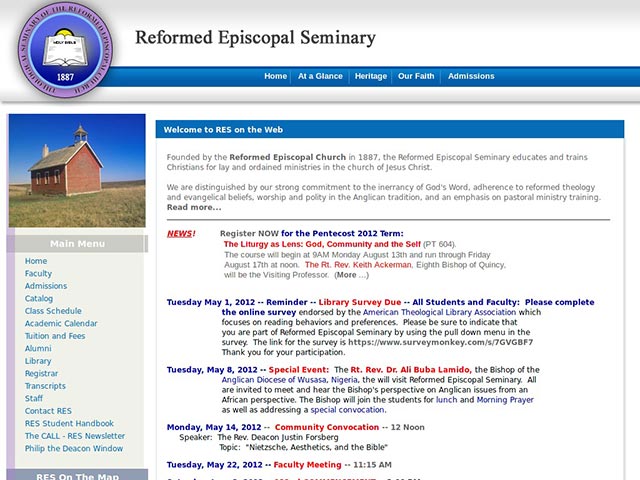 THEOLOGICAL SEMINARY OF THE REFORMED EPISCOPAL CHURCH
HOLY BIBLE
1887
Reformed Episcopal Seminary
Home At a Glance Heritage Our Faith Admissions
Main Menu
Home
Faculty
Admissions
Catalog
Class Schedule
Academic Calendar
Tuition and Fees
Alumni
Library
Registrar
Transcripts
Staff
Contact RES
RES Student Handbook
The CALL - RES Newsletter
Philip the Deacon Window
RES On The Map
Welcome to RES on the Web
Founded by the Reformed Episcopal Church in 1887, the Reformed Episcopal Seminary educates and trains
Christians for lay and ordained ministries in the church of Jesus Christ.
We are distinguished by our strong commitment to the inerrancy of God's Word, adherence to reformed theology
and evangelical beliefs, worship and polity in the Anglican tradition, and an emphasis on pastoral ministry training.
Read more...
NEWS! Register NOW for the Pentecost 2012 Term:
The Liturgy as Lens: God, Community and the Self (PT 604).
The course will begin at 9AM Monday August 13th and run through Friday
August 17th at noon. The Rt. Rev. Keith Ackerman, Eighth Bishop of Quincy,
will be the Visiting Professor. (More ...)
Tuesday May 1, 2012 -- Reminder -- Library Survey Due -- All Students and Faculty: Please complete
the online survey endorsed by the American Theological Library Association which
focuses on reading behaviors and preferences. Please be sure to indicate that
you are part of Reformed Episcopal Seminary by using the pull down menu in the
survey. The link for the survey is https://www.surveymonkey.com/s/7GVGBF7
Thank you for your participation.
Tuesday, May 8, 2012 -- Special Event: The Rt. Rev. Dr. Ali Buba Lamido, the Bishop of the
Anglican Diocese of Wusasa, Nigeria, the will visit Reformed Episcopal Seminary. All
are invited to meet and hear the Bishop's perspective on Anglican issues from an
African perspective. The Bishop will join the students for lunch and Morning Prayer
as well as addressing a special convocation.
Monday, May 14, 2012 -- Community Convocation -- 12 Noon
Speaker: The Rev. Deacon Justin Forsberg
Topic: "Nietzsche, Aesthetics, and the Bible"
Tuesday, May 22, 2012 -- Faculty Meeting -- 11:15 AM